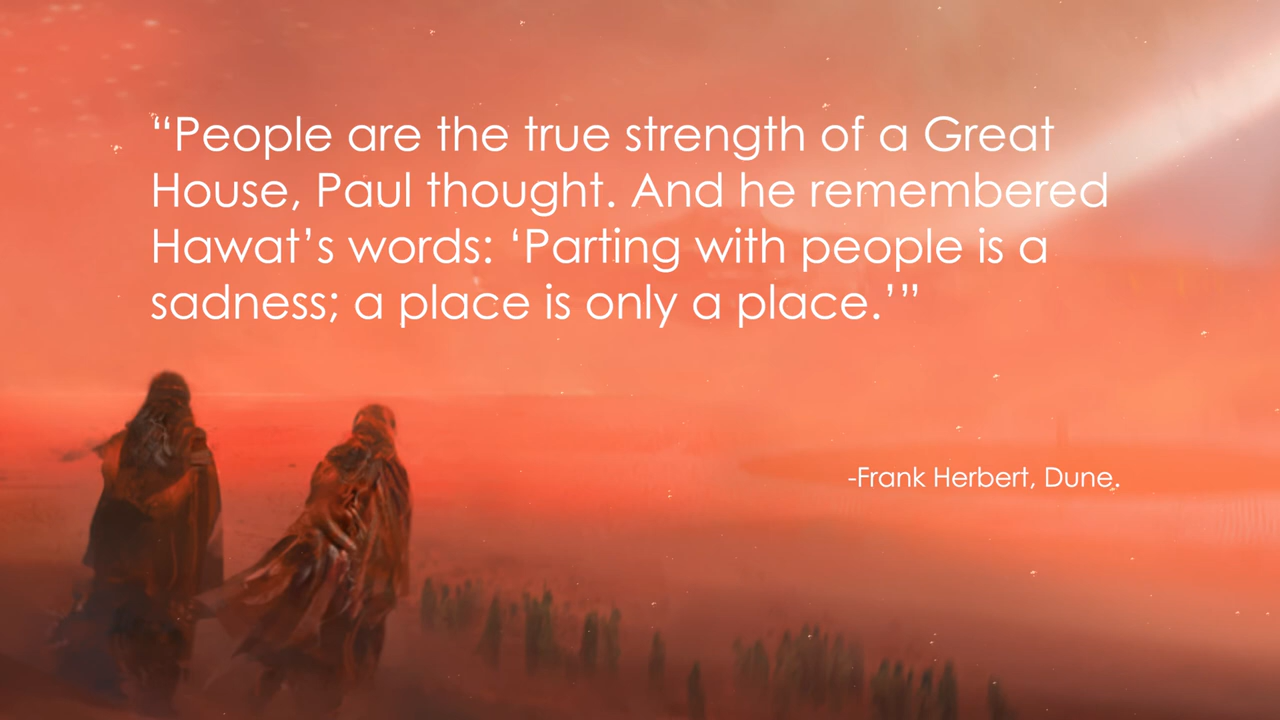 “People are the true strength of a Great
House, Paul thought. And he remembered
Hawat’s words: ‘Parting with people is a
sadness; a place is only a place.’”
-Frank Herbert, Dune.